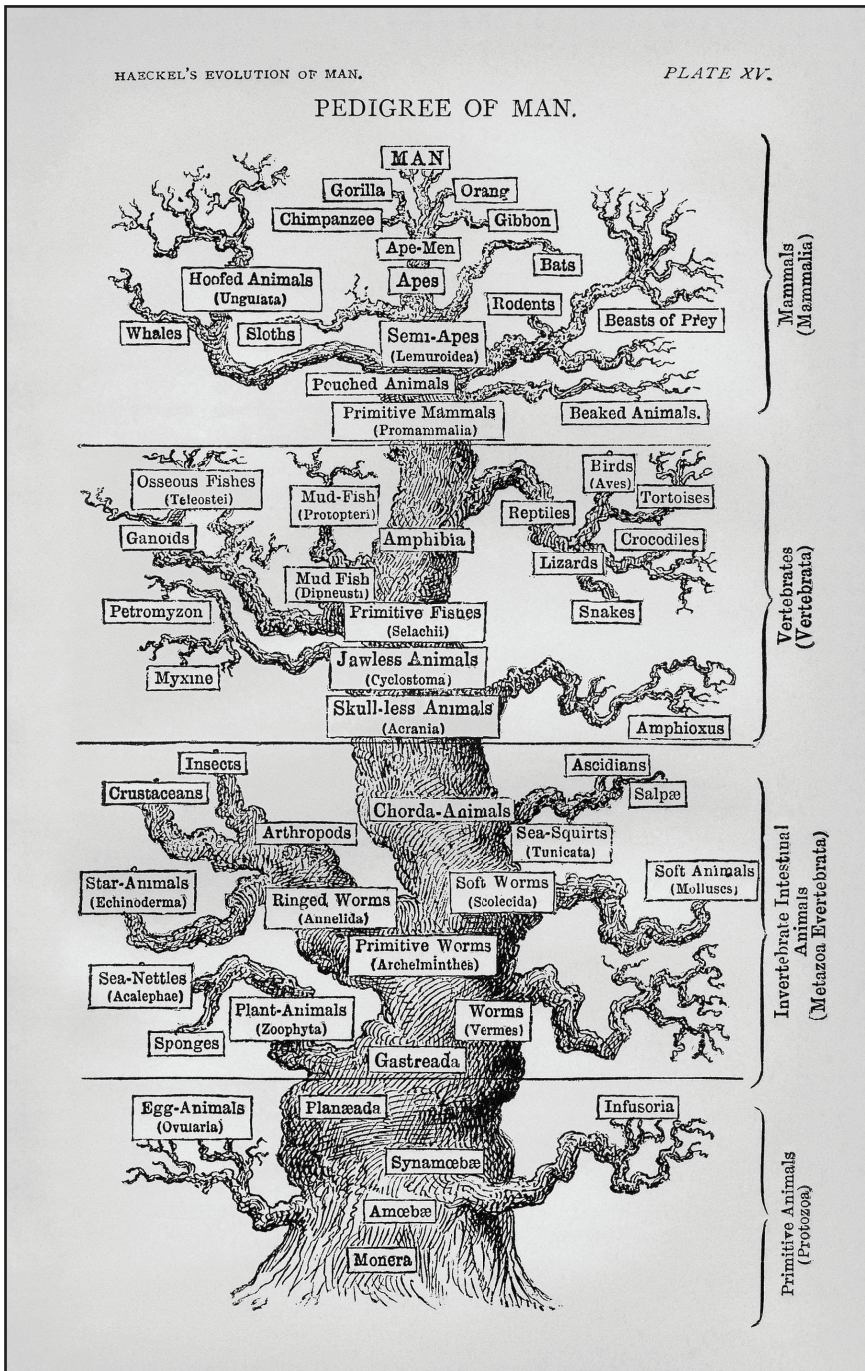 HAECKEL'S EVOLUTION OF MAN.
PLATE XV.
PEDIGREE OF MAN.
MAN
Gorilla
Orang
Chimpanzee
Gibbon
Ape-Men
Bats
Hoofed Animals
(Ungulata)
Apes
Rodents
Beasts of Prey
Whales
Sloths
Semi-Apes
(Lemuroidea)
Pouched Animals
Primitive Mammals
(Promammalia)
Beaked Animals.
Mammals
(Mammalia)
Osseous Fishes
(Teleostei)
Mud-Fish
(Protopteri)
Birds
(Aves)
Tortoises
Reptiles
Ganoids
Amphibia
Crocodiles
Lizards
Mud Fish
(Dipneusti)
Petromyzon
Primitive Fishes
(Selachii)
Snakes
Jawless Animals
(Cyclostoma)
Myxine
Skull-less Animals
(Acrania)
Amphioxus
Vertebrates
(Vertebrata)
Insects
Ascidians
Crustaceans
Salpæ
Chorda-Animals
Arthropods
Sea-Squirts
(Tunicata)
Star-Animals
(Echinoderma)
Ringed Worms
(Annelida)
Soft Worms
(Scolecida)
Soft Animals
(Molluscs)
Primitive Worms
(Archelminthes)
Sea-Nettles
(Acalephae)
Plant-Animals
(Zoophyta)
Worms
(Vermes)
Sponges
Gastreada
Invertebrate Intestinal
Animals
(Metazoa Evertebrata)
Egg-Animals
(Ovularia)
Planæada
Infusoria
Synamœbæ
Amœbæ
Monera
Primitive Animals
(Protozoa)